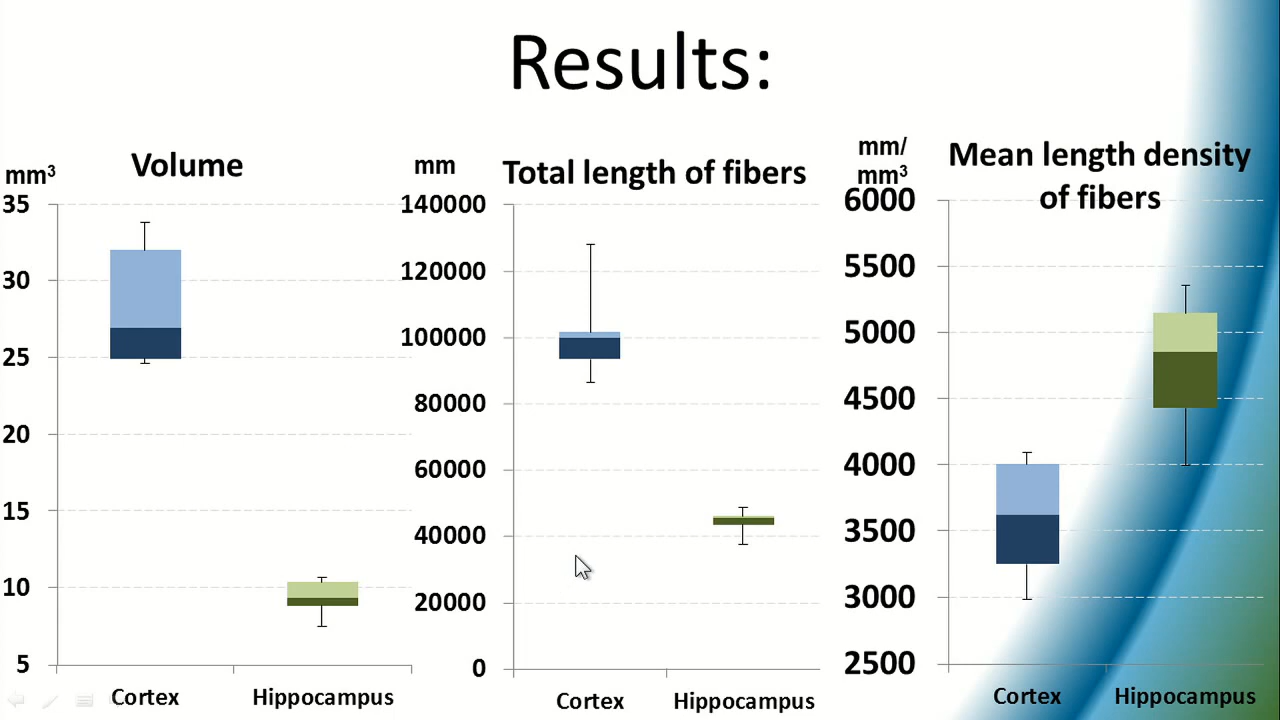 Results:
Volume
mm³
35
30
25
20
15
10
5
Cortex
Hippocampus
Total length of fibers
mm
140000
120000
100000
80000
60000
40000
20000
0
Cortex
Hippocampus
Mean length density
of fibers
mm/
mm³
6000
5500
5000
4500
4000
3500
3000
2500
Cortex
Hippocampus